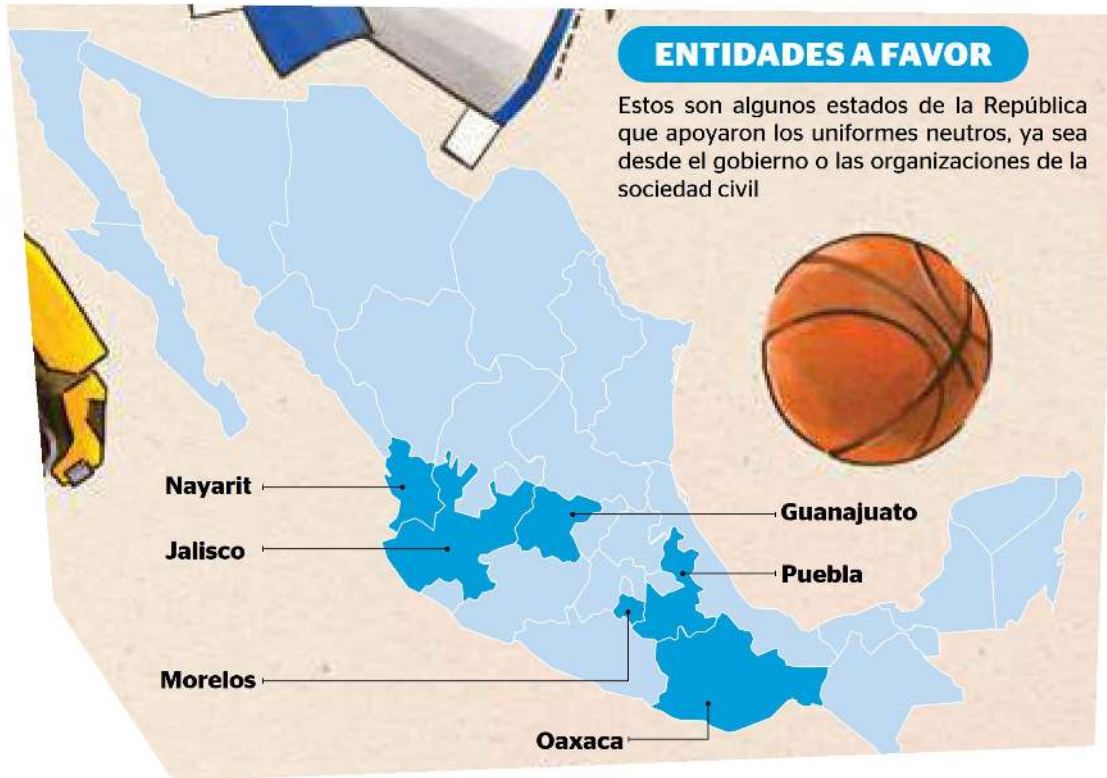 ENTIDADES A FAVOR
Estos son algunos estados de la República
que apoyaron los uniformes neutros, ya sea
desde el gobierno o las organizaciones de la
sociedad civil
Nayarit
Guanajuato
Jalisco
Puebla
Morelos
Oaxaca